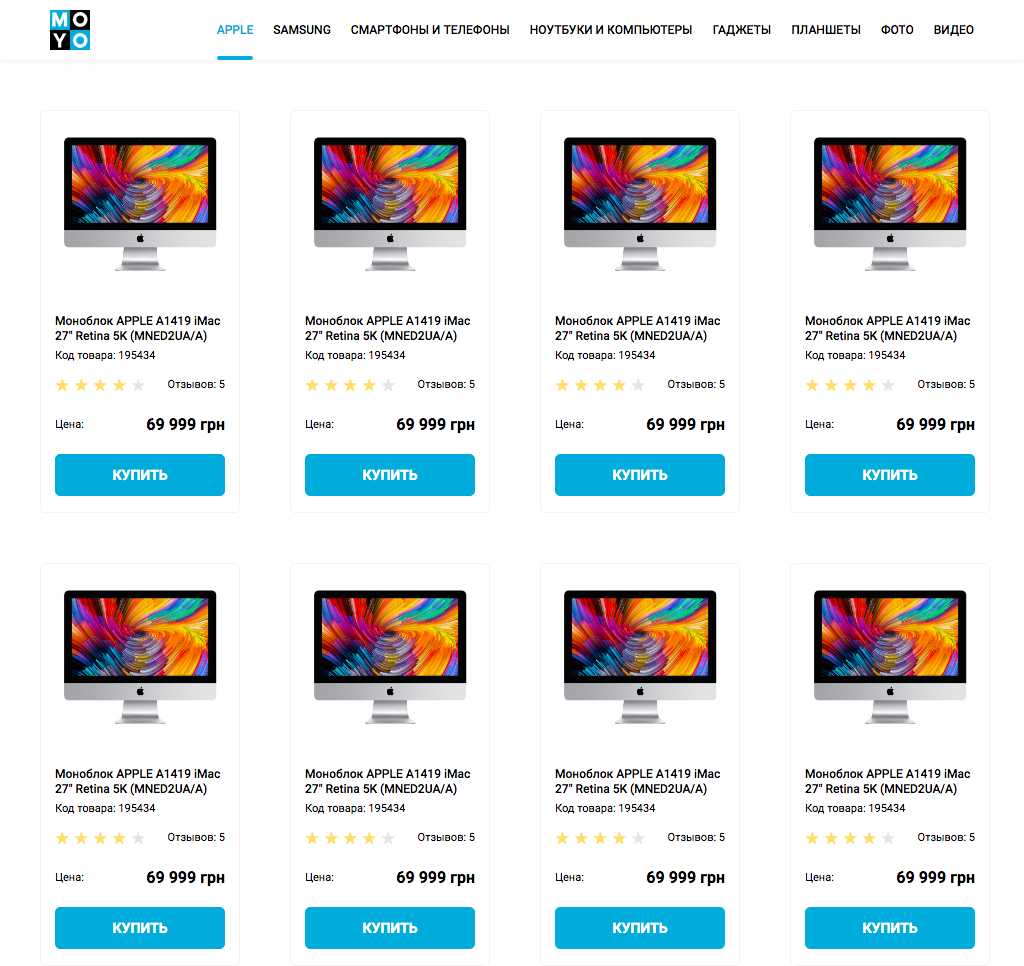 MO
YO
APPLE SAMSUNG СМАРТФОНЫ И ТЕЛЕФОНЫ НОУТБУКИ И КОМПЬЮТЕРЫ ГАДЖЕТЫ ПЛАНШЕТЫ ФОТО ВИДЕО
Моноблок APPLE A1419 iMac
27" Retina 5K (MNED2UA/A)
Код товара: 195434
Отзывов: 5
Цена: 69 999 грн
КУПИТЬ
Моноблок APPLE A1419 iMac
27" Retina 5K (MNED2UA/A)
Код товара: 195434
Отзывов: 5
Цена: 69 999 грн
КУПИТЬ
Моноблок APPLE A1419 iMac
27" Retina 5K (MNED2UA/A)
Код товара: 195434
Отзывов: 5
Цена: 69 999 грн
КУПИТЬ
Моноблок APPLE A1419 iMac
27" Retina 5K (MNED2UA/A)
Код товара: 195434
Отзывов: 5
Цена: 69 999 грн
КУПИТЬ
Моноблок APPLE A1419 iMac
27" Retina 5K (MNED2UA/A)
Код товара: 195434
Отзывов: 5
Цена: 69 999 грн
КУПИТЬ
Моноблок APPLE A1419 iMac
27" Retina 5K (MNED2UA/A)
Код товара: 195434
Отзывов: 5
Цена: 69 999 грн
КУПИТЬ
Моноблок APPLE A1419 iMac
27" Retina 5K (MNED2UA/A)
Код товара: 195434
Отзывов: 5
Цена: 69 999 грн
КУПИТЬ
Моноблок APPLE A1419 iMac
27" Retina 5K (MNED2UA/A)
Код товара: 195434
Отзывов: 5
Цена: 69 999 грн
КУПИТЬ